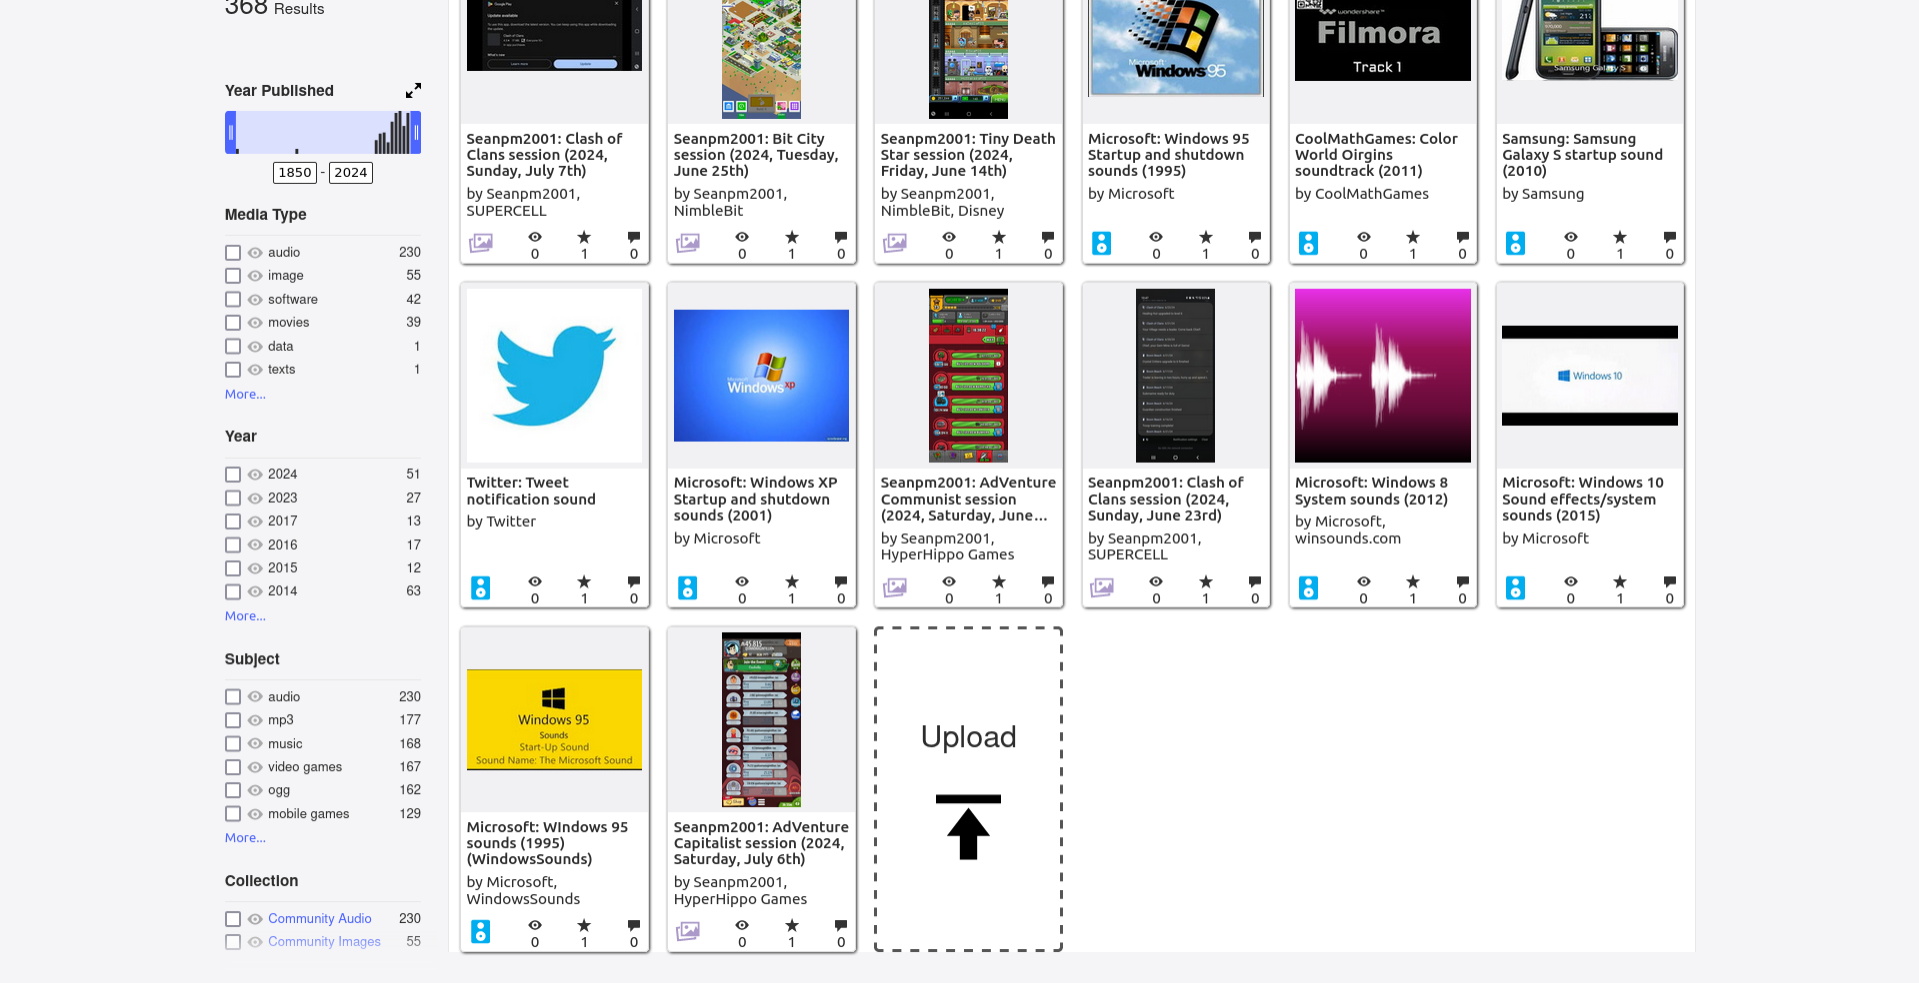 368 Results
Year Published
1850 - 2024
Media Type
audio 230
image 55
software 42
movies 39
data 1
texts 1
More...
Year
2024 51
2023 27
2017 13
2016 17
2015 12
2014 63
More...
Subject
audio 230
mp3 177
music 168
video games 167
ogg 162
mobile games 129
More...
Collection
Community Audio 230
Community Images 55
Google Play
Update available
Learn more
Update
Seanpm2001: Clash of
Clans session (2024,
Sunday, July 7th)
by Seanpm2001,
SUPERCELL
0 1 0
Seanpm2001: Bit City
session (2024, Tuesday,
June 25th)
by Seanpm2001,
NimbleBit
0 1 0
Seanpm2001: Tiny Death
Star session (2024,
Friday, June 14th)
by Seanpm2001,
NimbleBit, Disney
0 1 0
Microsoft
Windows 95
Microsoft: Windows 95
Startup and shutdown
sounds (1995)
by Microsoft
0 1 0
wondershare
Filmora
Track 1
CoolMathGames: Color
World Oirgins
soundtrack (2011)
by CoolMathGames
0 1 0
Samsung Galaxy S
Samsung: Samsung
Galaxy S startup sound
(2010)
by Samsung
0 1 0
Twitter: Tweet
notification sound
by Twitter
0 1 0
Windows xp
Microsoft: Windows XP
Startup and shutdown
sounds (2001)
by Microsoft
0 1 0
Seanpm2001: AdVenture
Communist session
(2024, Saturday, June...
by Seanpm2001,
HyperHippo Games
0 1 0
Seanpm2001: Clash of
Clans session (2024,
Sunday, June 23rd)
by Seanpm2001,
SUPERCELL
0 1 0
Microsoft: Windows 8
System sounds (2012)
by Microsoft,
winsounds.com
0 1 0
Windows 10
Microsoft: Windows 10
Sound effects/system
sounds (2015)
by Microsoft
0 1 0
Windows 95
Sounds
Start-Up Sound
Sound Name: The Microsoft Sound
Microsoft: WIndows 95
sounds (1995)
(WindowsSounds)
by Microsoft,
WindowsSounds
0 1 0
Seanpm2001: AdVenture
Capitalist session (2024,
Saturday, July 6th)
by Seanpm2001,
HyperHippo Games
0 1 0
Upload